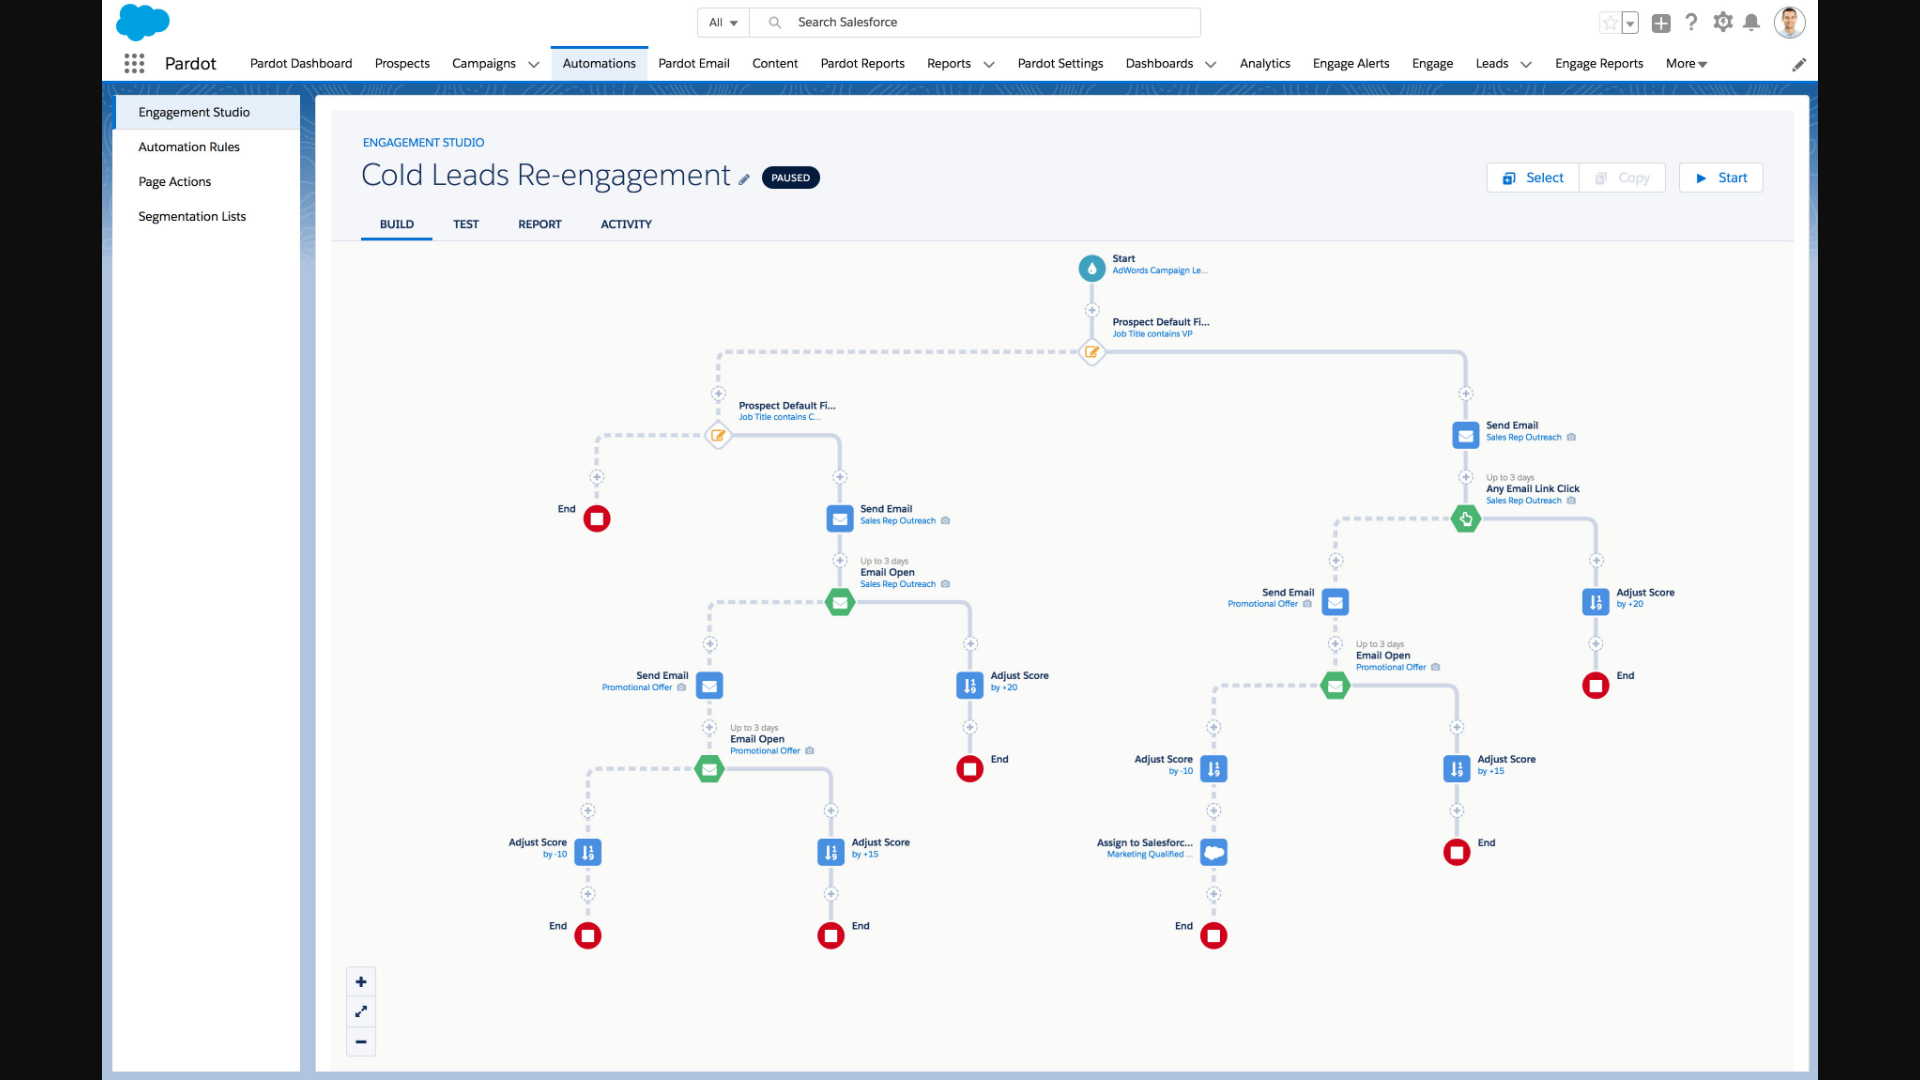 All
Search Salesforce
Pardot
Pardot Dashboard
Prospects
Campaigns
Automations
Pardot Email
Content
Pardot Reports
Reports
Pardot Settings
Dashboards
Analytics
Engage Alerts
Engage
Leads
Engage Reports
More
Engagement Studio
Automation Rules
Page Actions
Segmentation Lists
ENGAGEMENT STUDIO
Cold Leads Re-engagement
PAUSED
Select
Copy
Start
BUILD
TEST
REPORT
ACTIVITY
Start
AdWords Campaign Le...
Prospect Default Fi...
Job Title contains VP
Prospect Default Fi...
Job Title contains C...
Send Email
Sales Rep Outreach
Up to 3 days
Any Email Link Click
Sales Rep Outreach
End
Send Email
Sales Rep Outreach
Up to 3 days
Email Open
Sales Rep Outreach
Send Email
Promotional Offer
Adjust Score
by +20
Up to 3 days
Email Open
Promotional Offer
Send Email
Promotional Offer
Adjust Score
by +20
End
Up to 3 days
Email Open
Promotional Offer
End
Adjust Score
by -10
Adjust Score
by +15
Adjust Score
by -10
Adjust Score
by +15
Assign to Salesforc...
Marketing Qualified ...
End
End
End
End